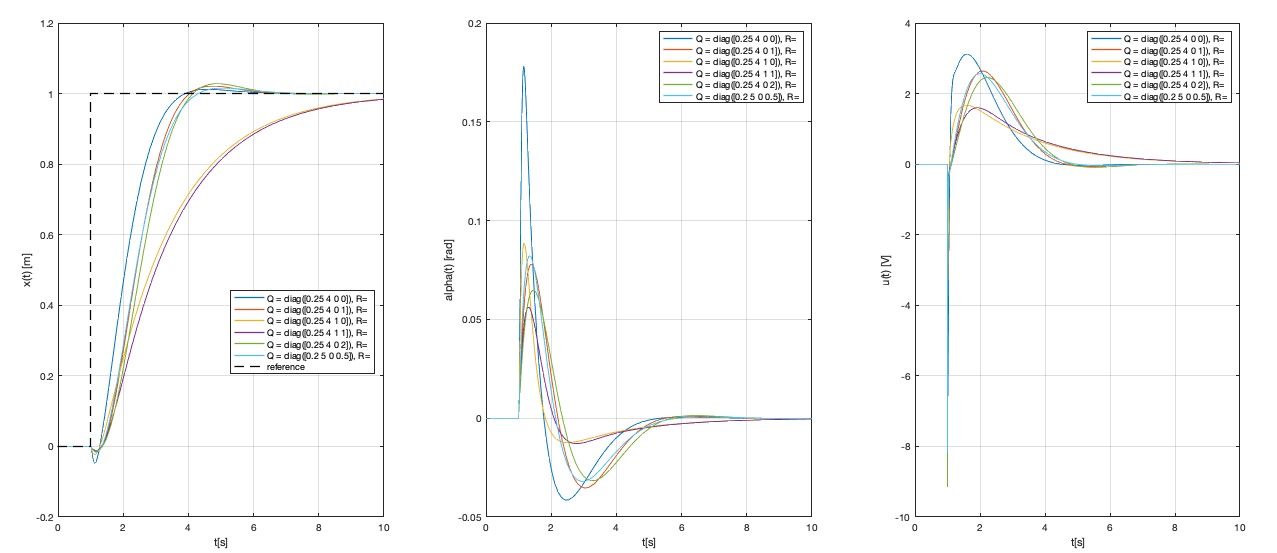 1.2
1
0.8
0.6
0.4
0.2
0
-0.2
x(t) [m]
Q = diag([0.25 4 0 0]), R=
Q = diag([0.25 4 0 1]), R=
Q = diag([0.25 4 1 0]), R=
Q = diag([0.25 4 1 1]), R=
Q = diag([0.25 4 0 2]), R=
Q = diag([0.2 5 0 0.5]), R=
reference
0 2 4 6 8 10
t[s]
0.2
0.15
0.1
0.05
0
-0.05
alpha(t) [rad]
Q = diag([0.25 4 0 0]), R=
Q = diag([0.25 4 0 1]), R=
Q = diag([0.25 4 1 0]), R=
Q = diag([0.25 4 1 1]), R=
Q = diag([0.25 4 0 2]), R=
Q = diag([0.2 5 0 0.5]), R=
0 2 4 6 8 10
t[s]
4
2
0
-2
-4
-6
-8
-10
u(t) [V]
Q = diag([0.25 4 0 0]), R=
Q = diag([0.25 4 0 1]), R=
Q = diag([0.25 4 1 0]), R=
Q = diag([0.25 4 1 1]), R=
Q = diag([0.25 4 0 2]), R=
Q = diag([0.2 5 0 0.5]), R=
0 2 4 6 8 10
t[s]